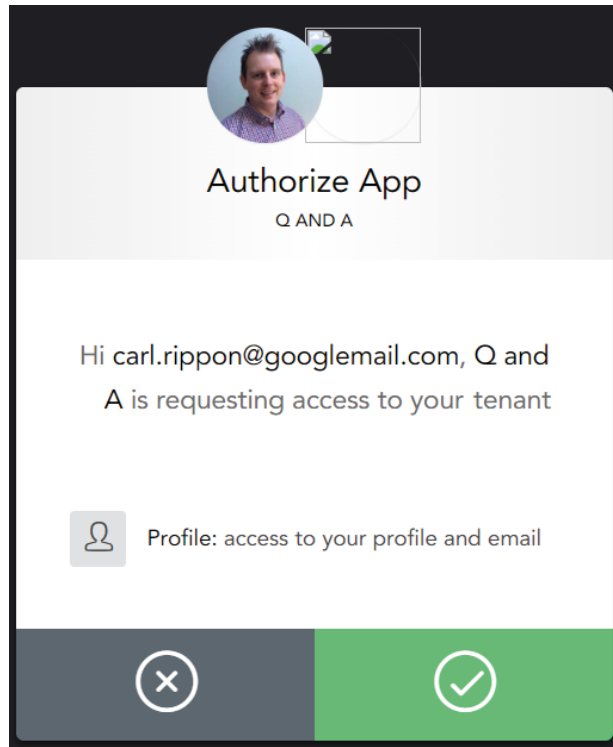 Authorize App
Q AND A
Hi carl.rippon@googlemail.com, Q and
A is requesting access to your tenant
Profile: access to your profile and email